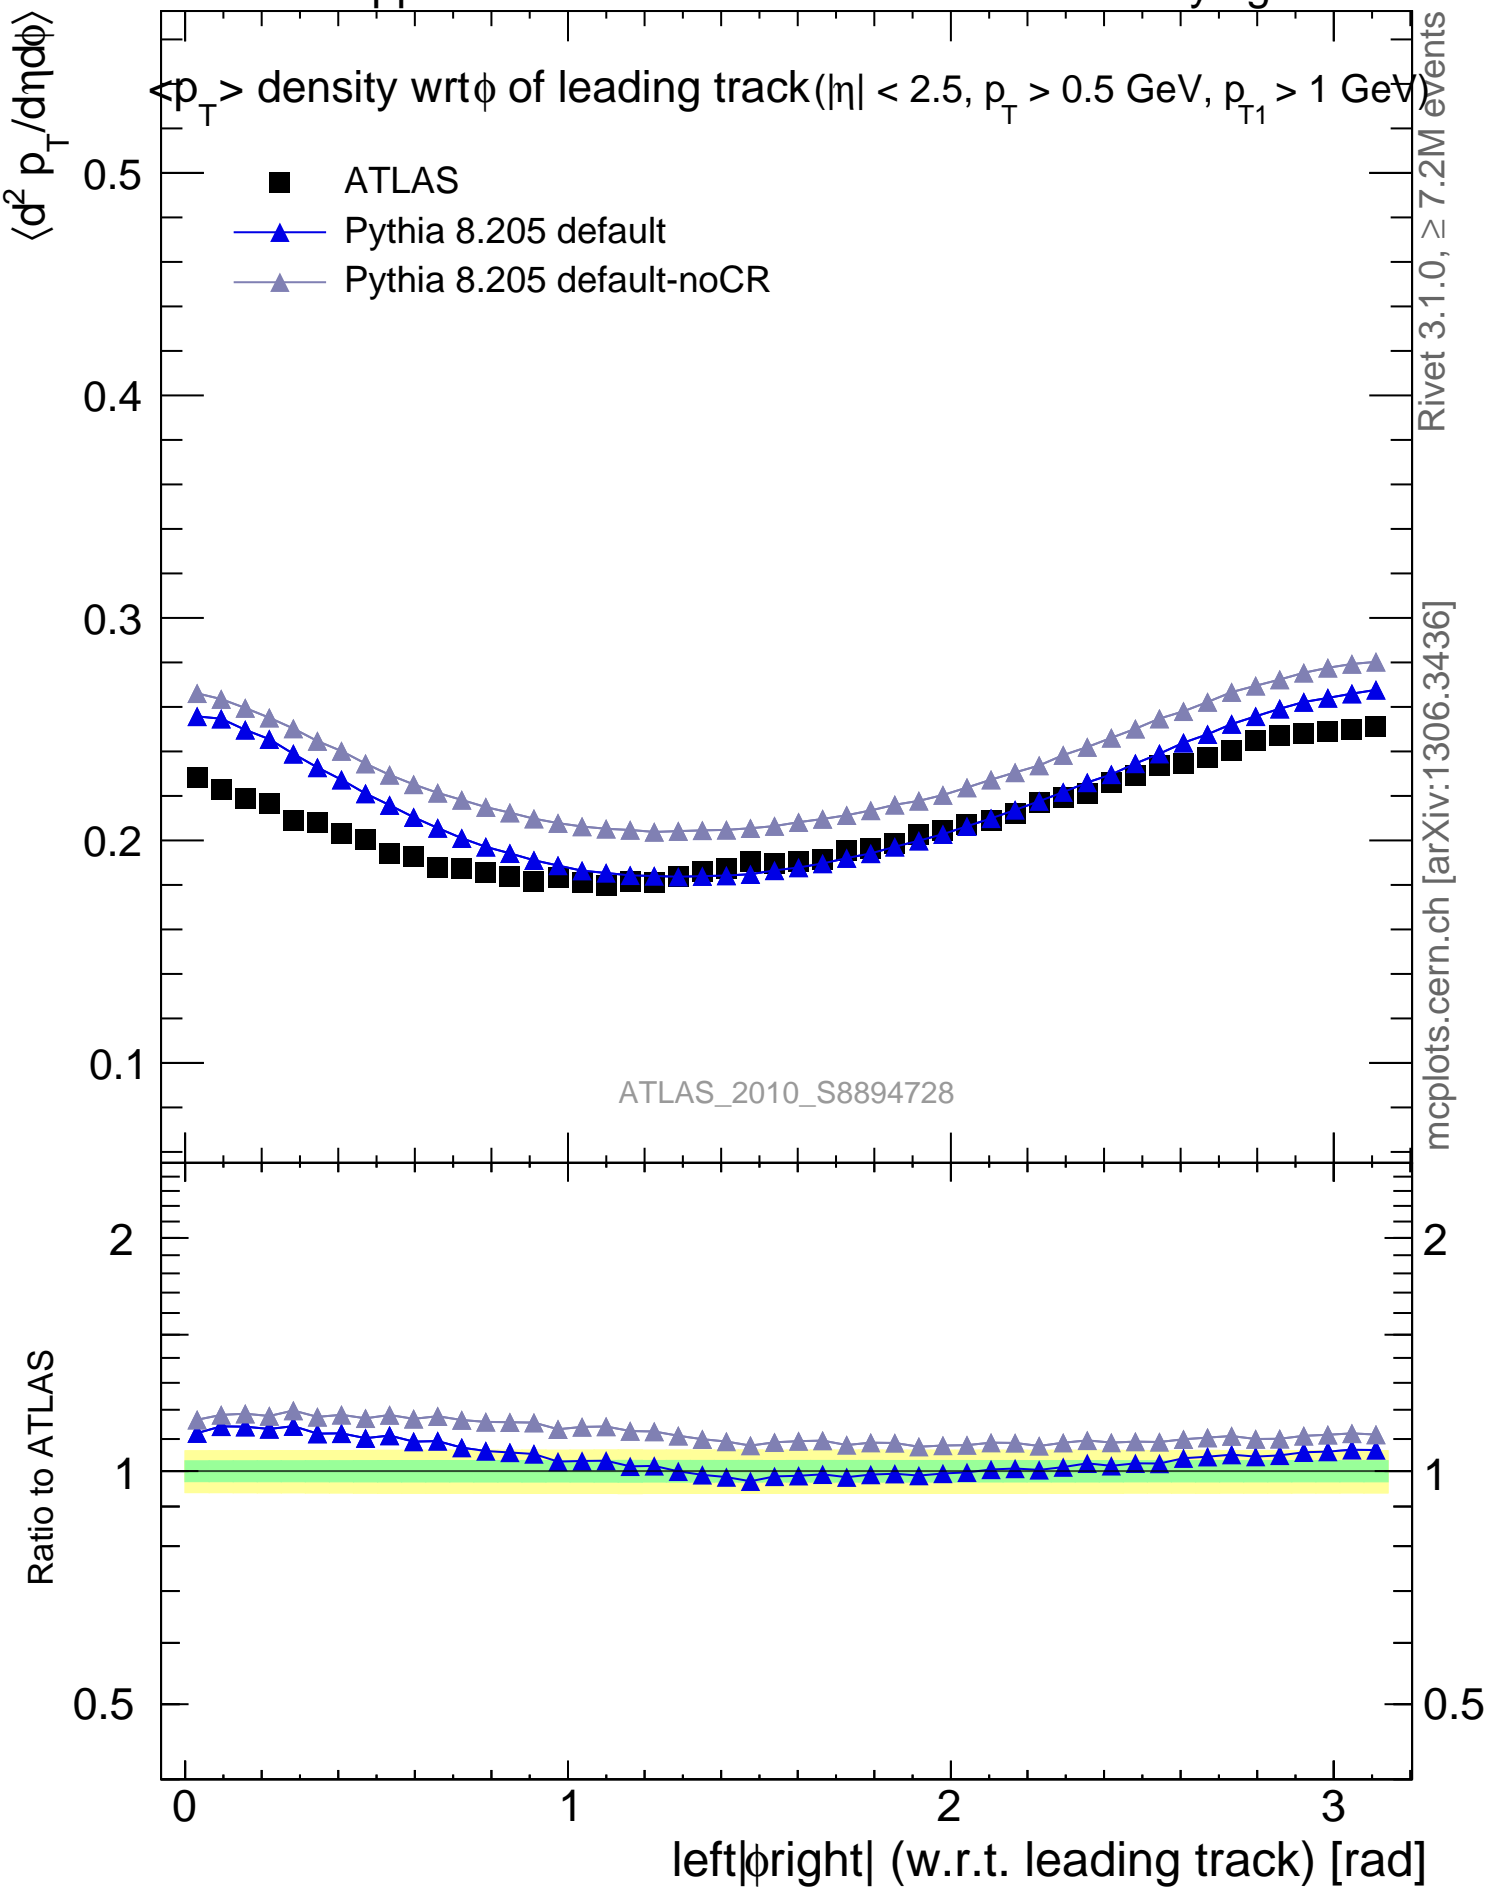 ⟨d² p_T/dηdϕ⟩
<p_T> density wrtϕ of leading track(|η| < 2.5, p_T > 0.5 GeV, p_T1 > 1 GeV)
ATLAS
Pythia 8.205 default
Pythia 8.205 default-noCR
0.5
0.4
0.3
0.2
0.1
ATLAS_2010_S8894728
Rivet 3.1.0, ≥ 7.2M events
mcplots.cern.ch [arXiv:1306.3436]
Ratio to ATLAS
2
1
0.5
2
1
0.5
0 1 2 3
left|ϕright| (w.r.t. leading track) [rad]